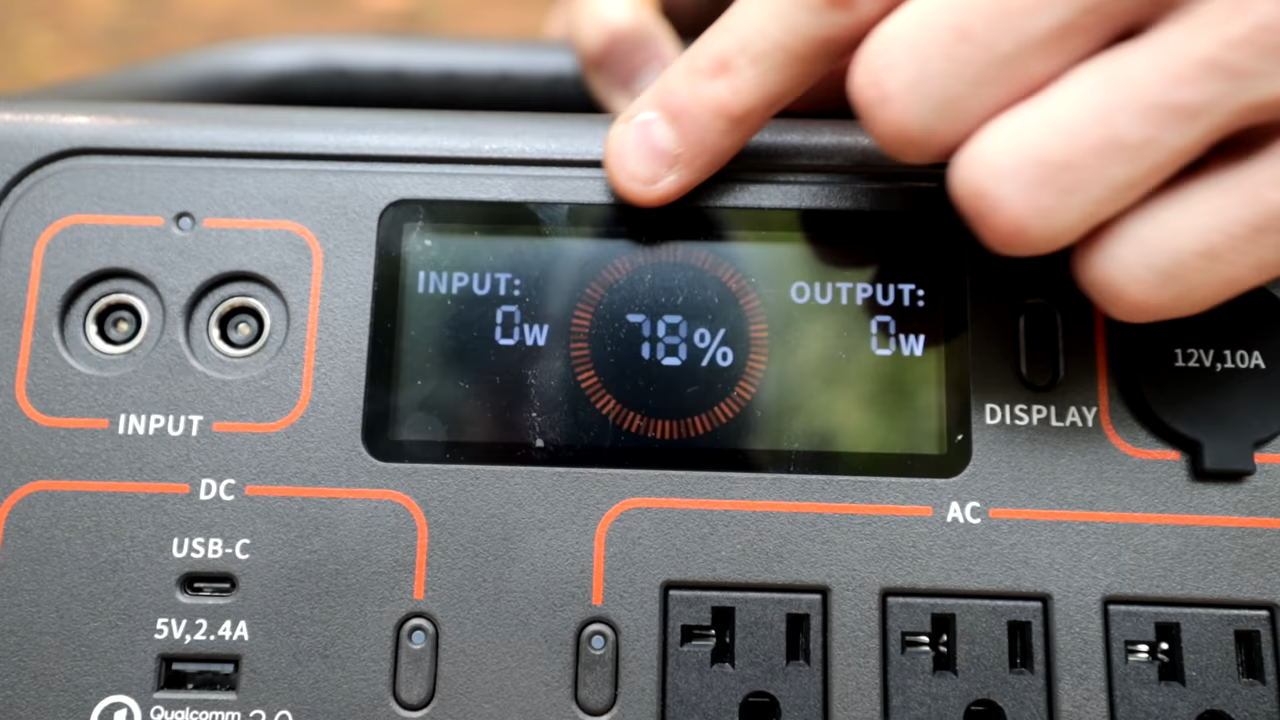 INPUT:
0W
78%
OUTPUT:
0W
12V,10A
DISPLAY
INPUT
DC
AC
USB-C
5V,2.4A
Qualcomm